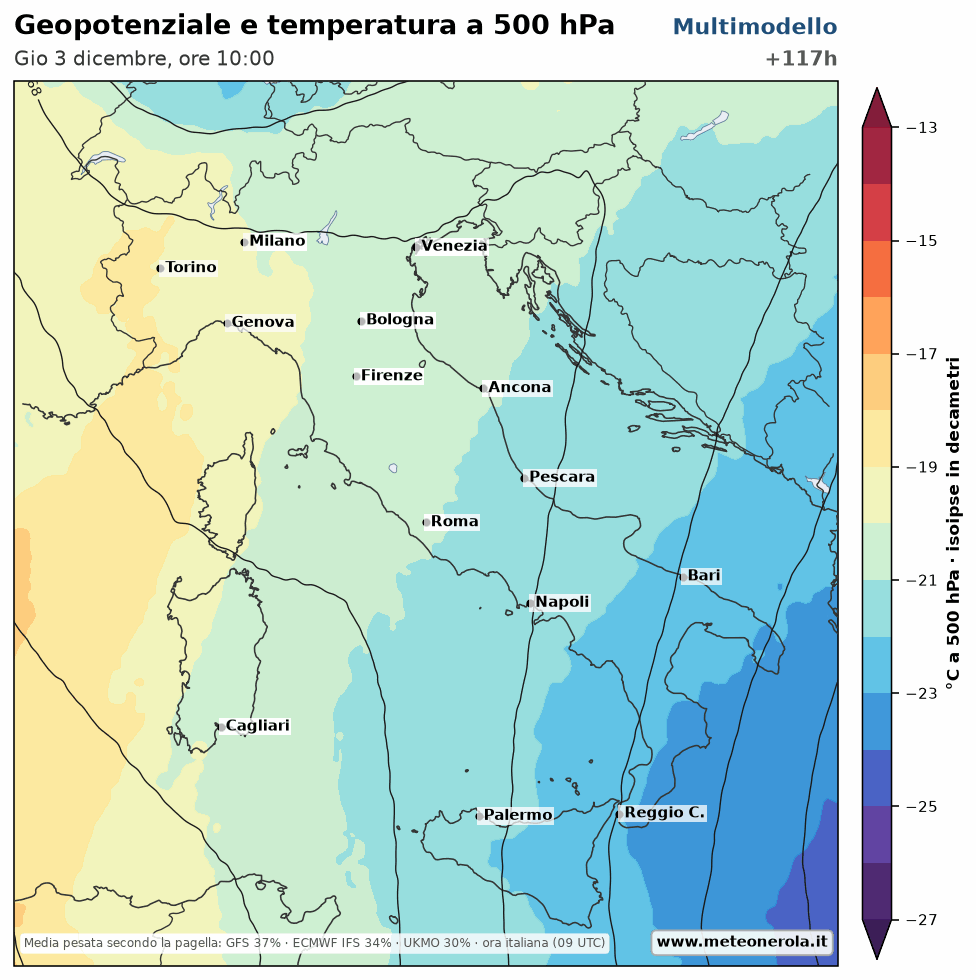 Geopotenziale e temperatura a 500 hPa
Multimodello
Gio 3 dicembre, ore 10:00
+117h
Milano
Venezia
Torino
Genova
Bologna
Firenze
Ancona
Pescara
Roma
Bari
Napoli
Cagliari
Palermo
Reggio C.
−13
−15
−17
−19
−21
−23
−25
−27
°C a 500 hPa · isoipse in decametri
Media pesata secondo la pagella: GFS 37% · ECMWF IFS 34% · UKMO 30% · ora italiana (09 UTC)
www.meteonerola.it